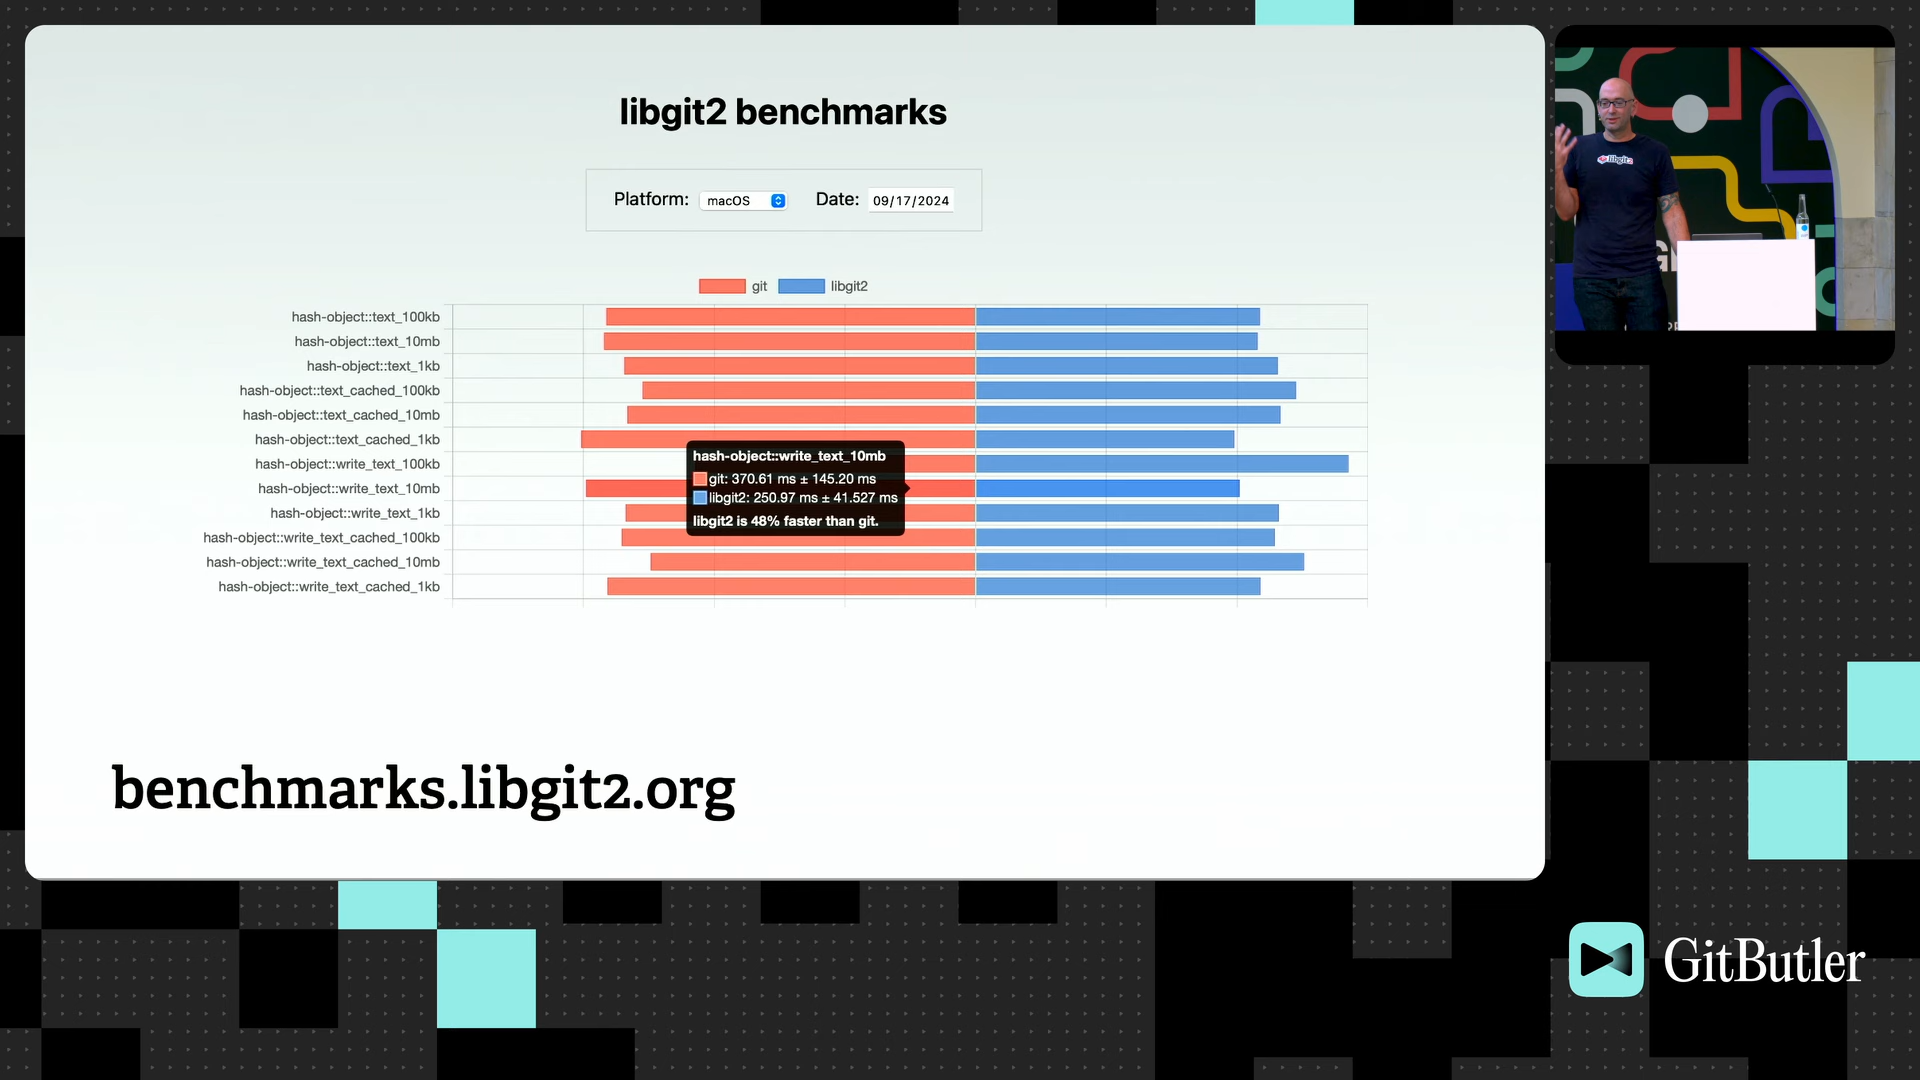 libgit2 benchmarks
Platform: macOS Date: 09/17/2024
git libgit2
hash-object::text_100kb
hash-object::text_10mb
hash-object::text_1kb
hash-object::text_cached_100kb
hash-object::text_cached_10mb
hash-object::text_cached_1kb
hash-object::write_text_100kb
hash-object::write_text_10mb
hash-object::write_text_1kb
hash-object::write_text_cached_100kb
hash-object::write_text_cached_10mb
hash-object::write_text_cached_1kb
hash-object::write_text_10mb
git: 370.61 ms ± 145.20 ms
libgit2: 250.97 ms ± 41.527 ms
libgit2 is 48% faster than git.
benchmarks.libgit2.org
libgit2
GitButler